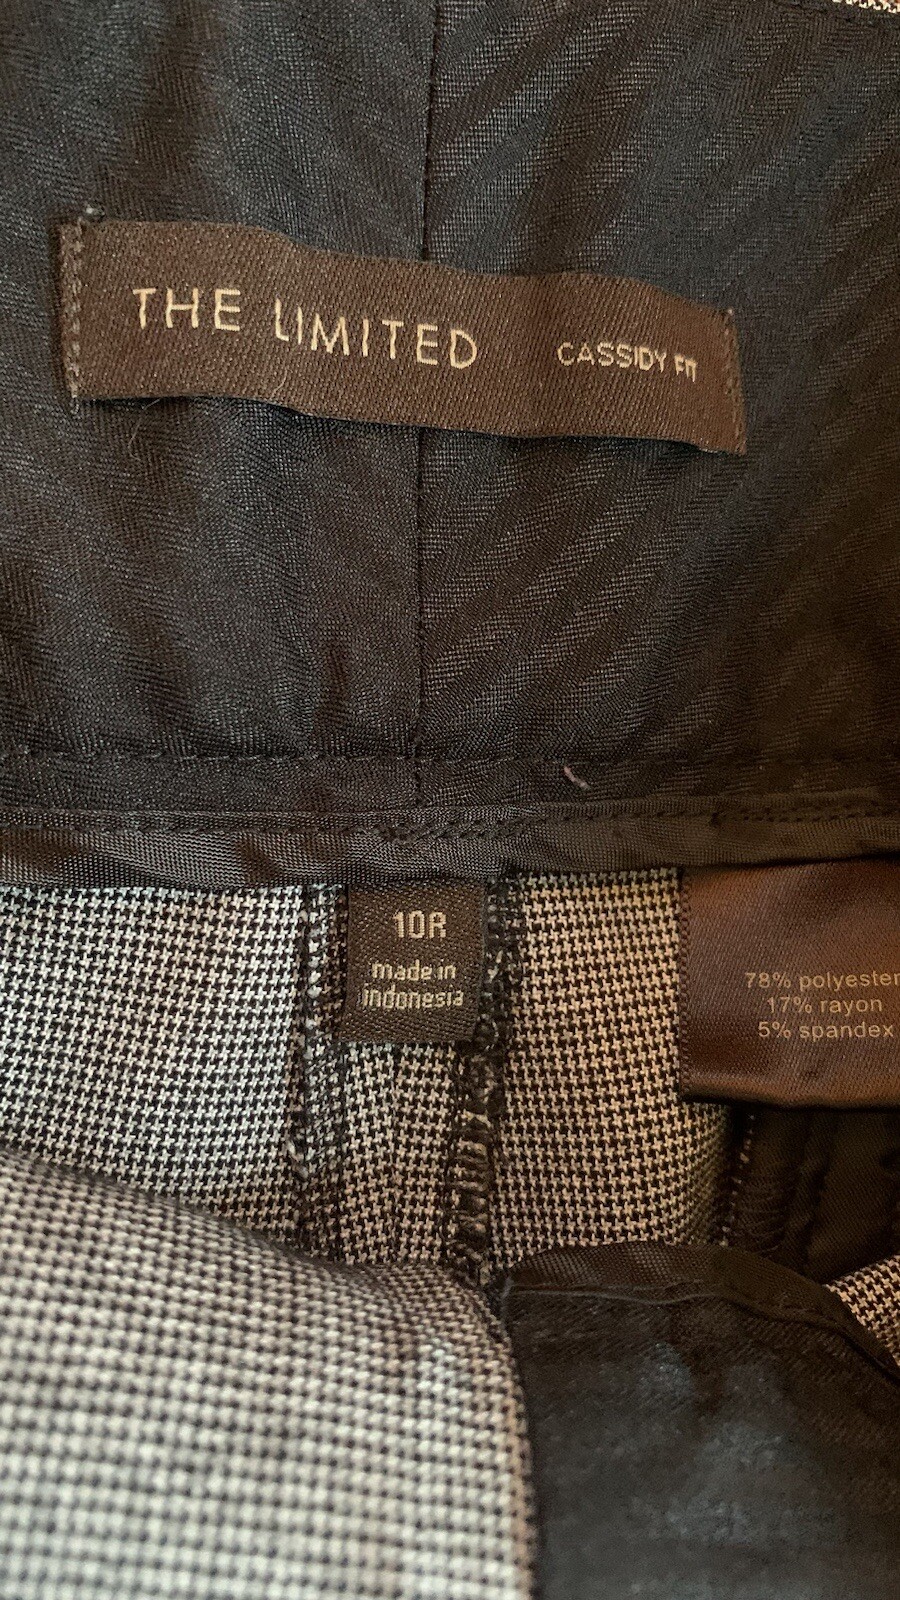 THE LIMITED CASSIDY FIT
10R
made in
indonesia
78% polyester
17% rayon
5% spandex